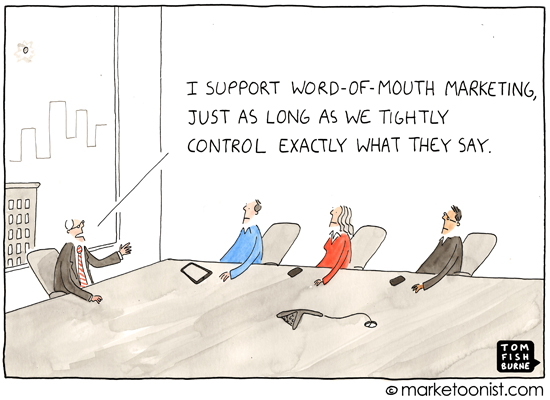 I SUPPORT WORD-OF-MOUTH MARKETING,
JUST AS LONG AS WE TIGHTLY
CONTROL EXACTLY WHAT THEY SAY.
TOM
FISH
BURNE
© marketoonist.com